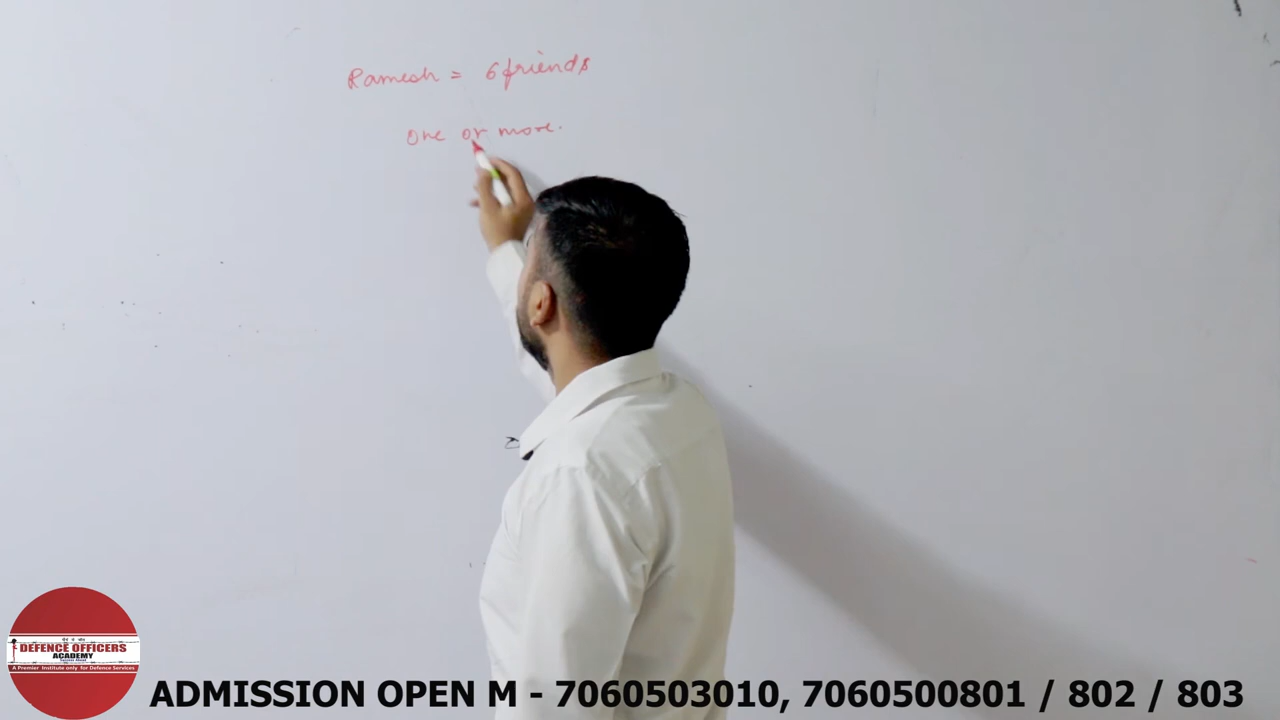 Ramesh = 6 friends
One or more.
DEFENCE OFFICERS
ACADEMY
A Premier Institute only for Defence Services
ADMISSION OPEN M - 7060503010, 7060500801 / 802 / 803